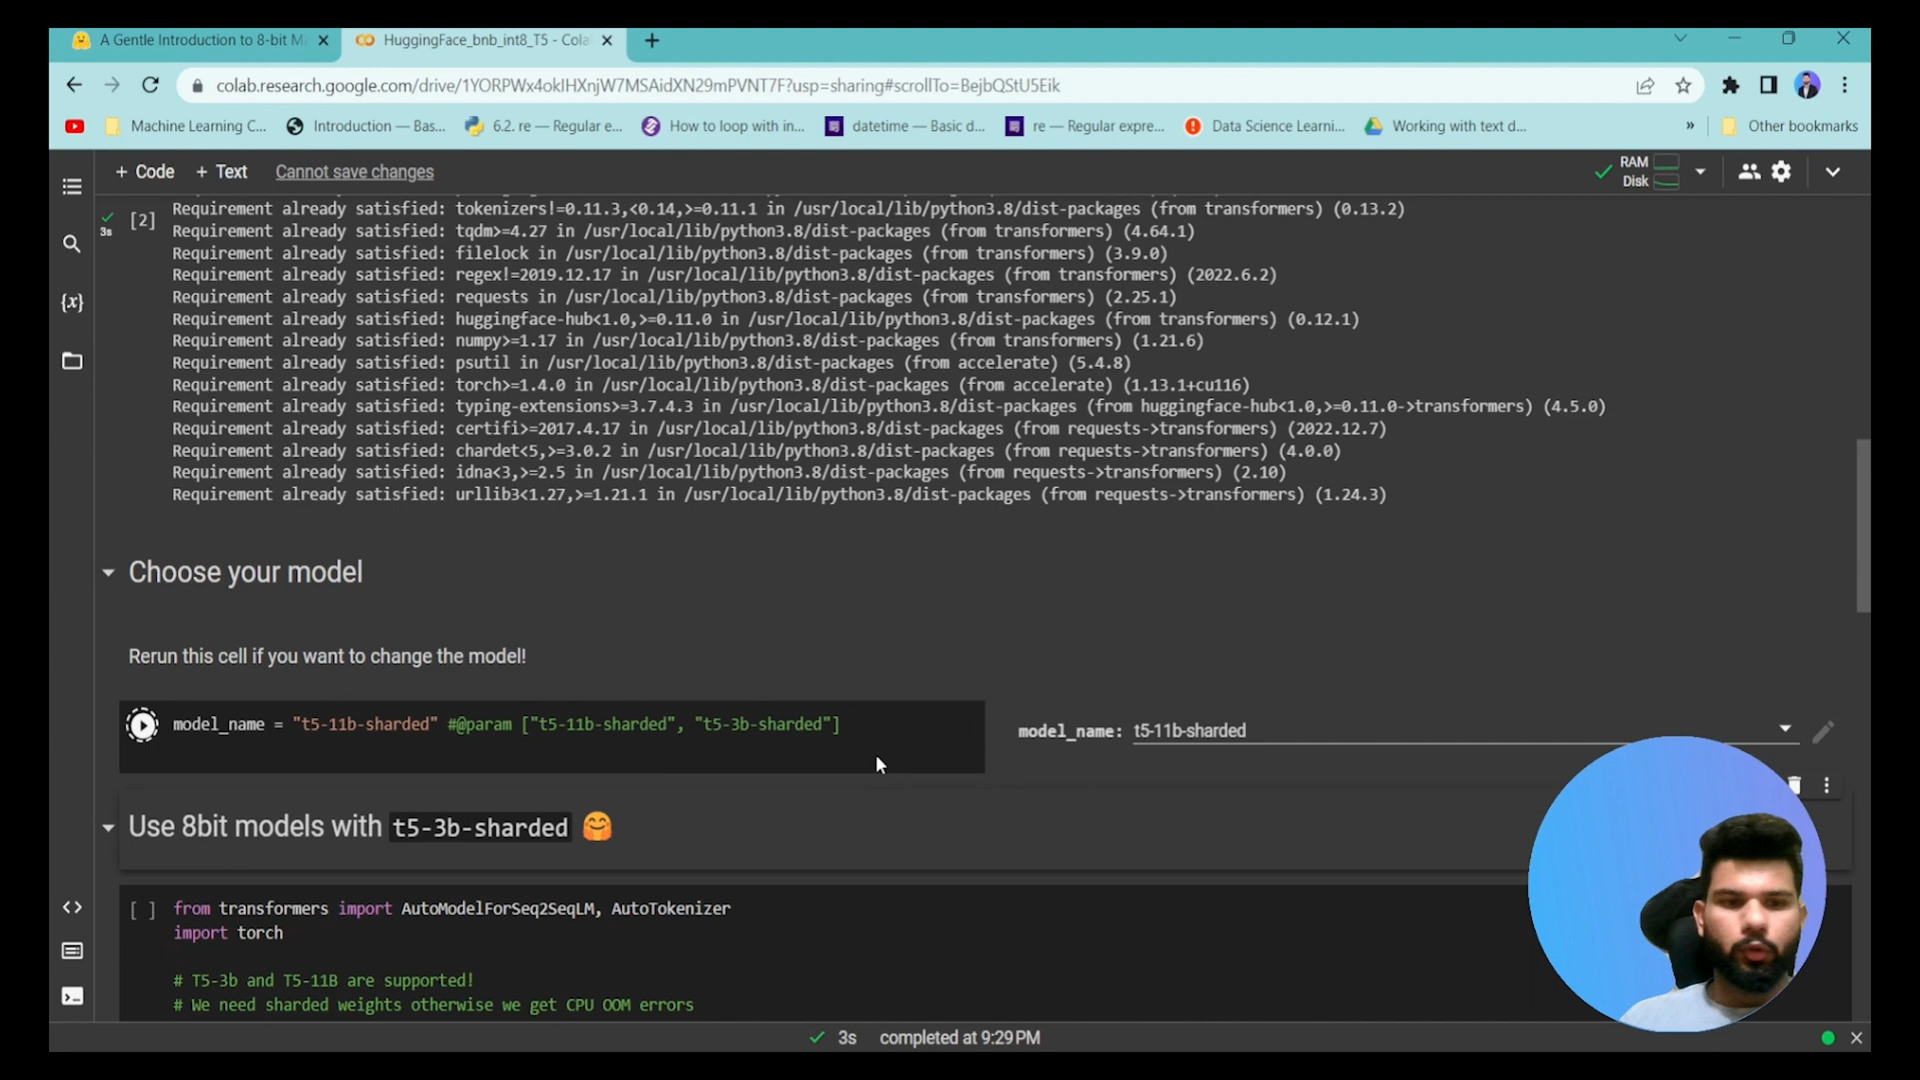 A Gentle Introduction to 8-bit M
HuggingFace_bnb_int8_T5 - Cola
colab.research.google.com/drive/1YORPWx4okIHXnjW7MSAidXN29mPVNT7F?usp=sharing#scrollTo=BejbQStU5Eik
Machine Learning C...
Introduction — Bas...
6.2. re — Regular e...
How to loop with in...
datetime — Basic d...
re — Regular expre...
Data Science Learni...
Working with text d...
»
Other bookmarks
+ Code
+ Text
Cannot save changes
RAM
Disk
[2]
3s
Requirement already satisfied: tokenizers!=0.11.3,<0.14,>=0.11.1 in /usr/local/lib/python3.8/dist-packages (from transformers) (0.13.2)
Requirement already satisfied: tqdm>=4.27 in /usr/local/lib/python3.8/dist-packages (from transformers) (4.64.1)
Requirement already satisfied: filelock in /usr/local/lib/python3.8/dist-packages (from transformers) (3.9.0)
Requirement already satisfied: regex!=2019.12.17 in /usr/local/lib/python3.8/dist-packages (from transformers) (2022.6.2)
Requirement already satisfied: requests in /usr/local/lib/python3.8/dist-packages (from transformers) (2.25.1)
Requirement already satisfied: huggingface-hub<1.0,>=0.11.0 in /usr/local/lib/python3.8/dist-packages (from transformers) (0.12.1)
Requirement already satisfied: numpy>=1.17 in /usr/local/lib/python3.8/dist-packages (from transformers) (1.21.6)
Requirement already satisfied: psutil in /usr/local/lib/python3.8/dist-packages (from accelerate) (5.4.8)
Requirement already satisfied: torch>=1.4.0 in /usr/local/lib/python3.8/dist-packages (from accelerate) (1.13.1+cu116)
Requirement already satisfied: typing-extensions>=3.7.4.3 in /usr/local/lib/python3.8/dist-packages (from huggingface-hub<1.0,>=0.11.0->transformers) (4.5.0)
Requirement already satisfied: certifi>=2017.4.17 in /usr/local/lib/python3.8/dist-packages (from requests->transformers) (2022.12.7)
Requirement already satisfied: chardet<5,>=3.0.2 in /usr/local/lib/python3.8/dist-packages (from requests->transformers) (4.0.0)
Requirement already satisfied: idna<3,>=2.5 in /usr/local/lib/python3.8/dist-packages (from requests->transformers) (2.10)
Requirement already satisfied: urllib3<1.27,>=1.21.1 in /usr/local/lib/python3.8/dist-packages (from requests->transformers) (1.24.3)
{x}
Choose your model
Rerun this cell if you want to change the model!
model_name = "t5-11b-sharded" #@param ["t5-11b-sharded", "t5-3b-sharded"]
model_name: t5-11b-sharded
Use 8bit models with t5-3b-sharded 🤗
[ ]
from transformers import AutoModelForSeq2SeqLM, AutoTokenizer
import torch
# T5-3b and T5-11B are supported!
# We need sharded weights otherwise we get CPU OOM errors
3s completed at 9:29 PM